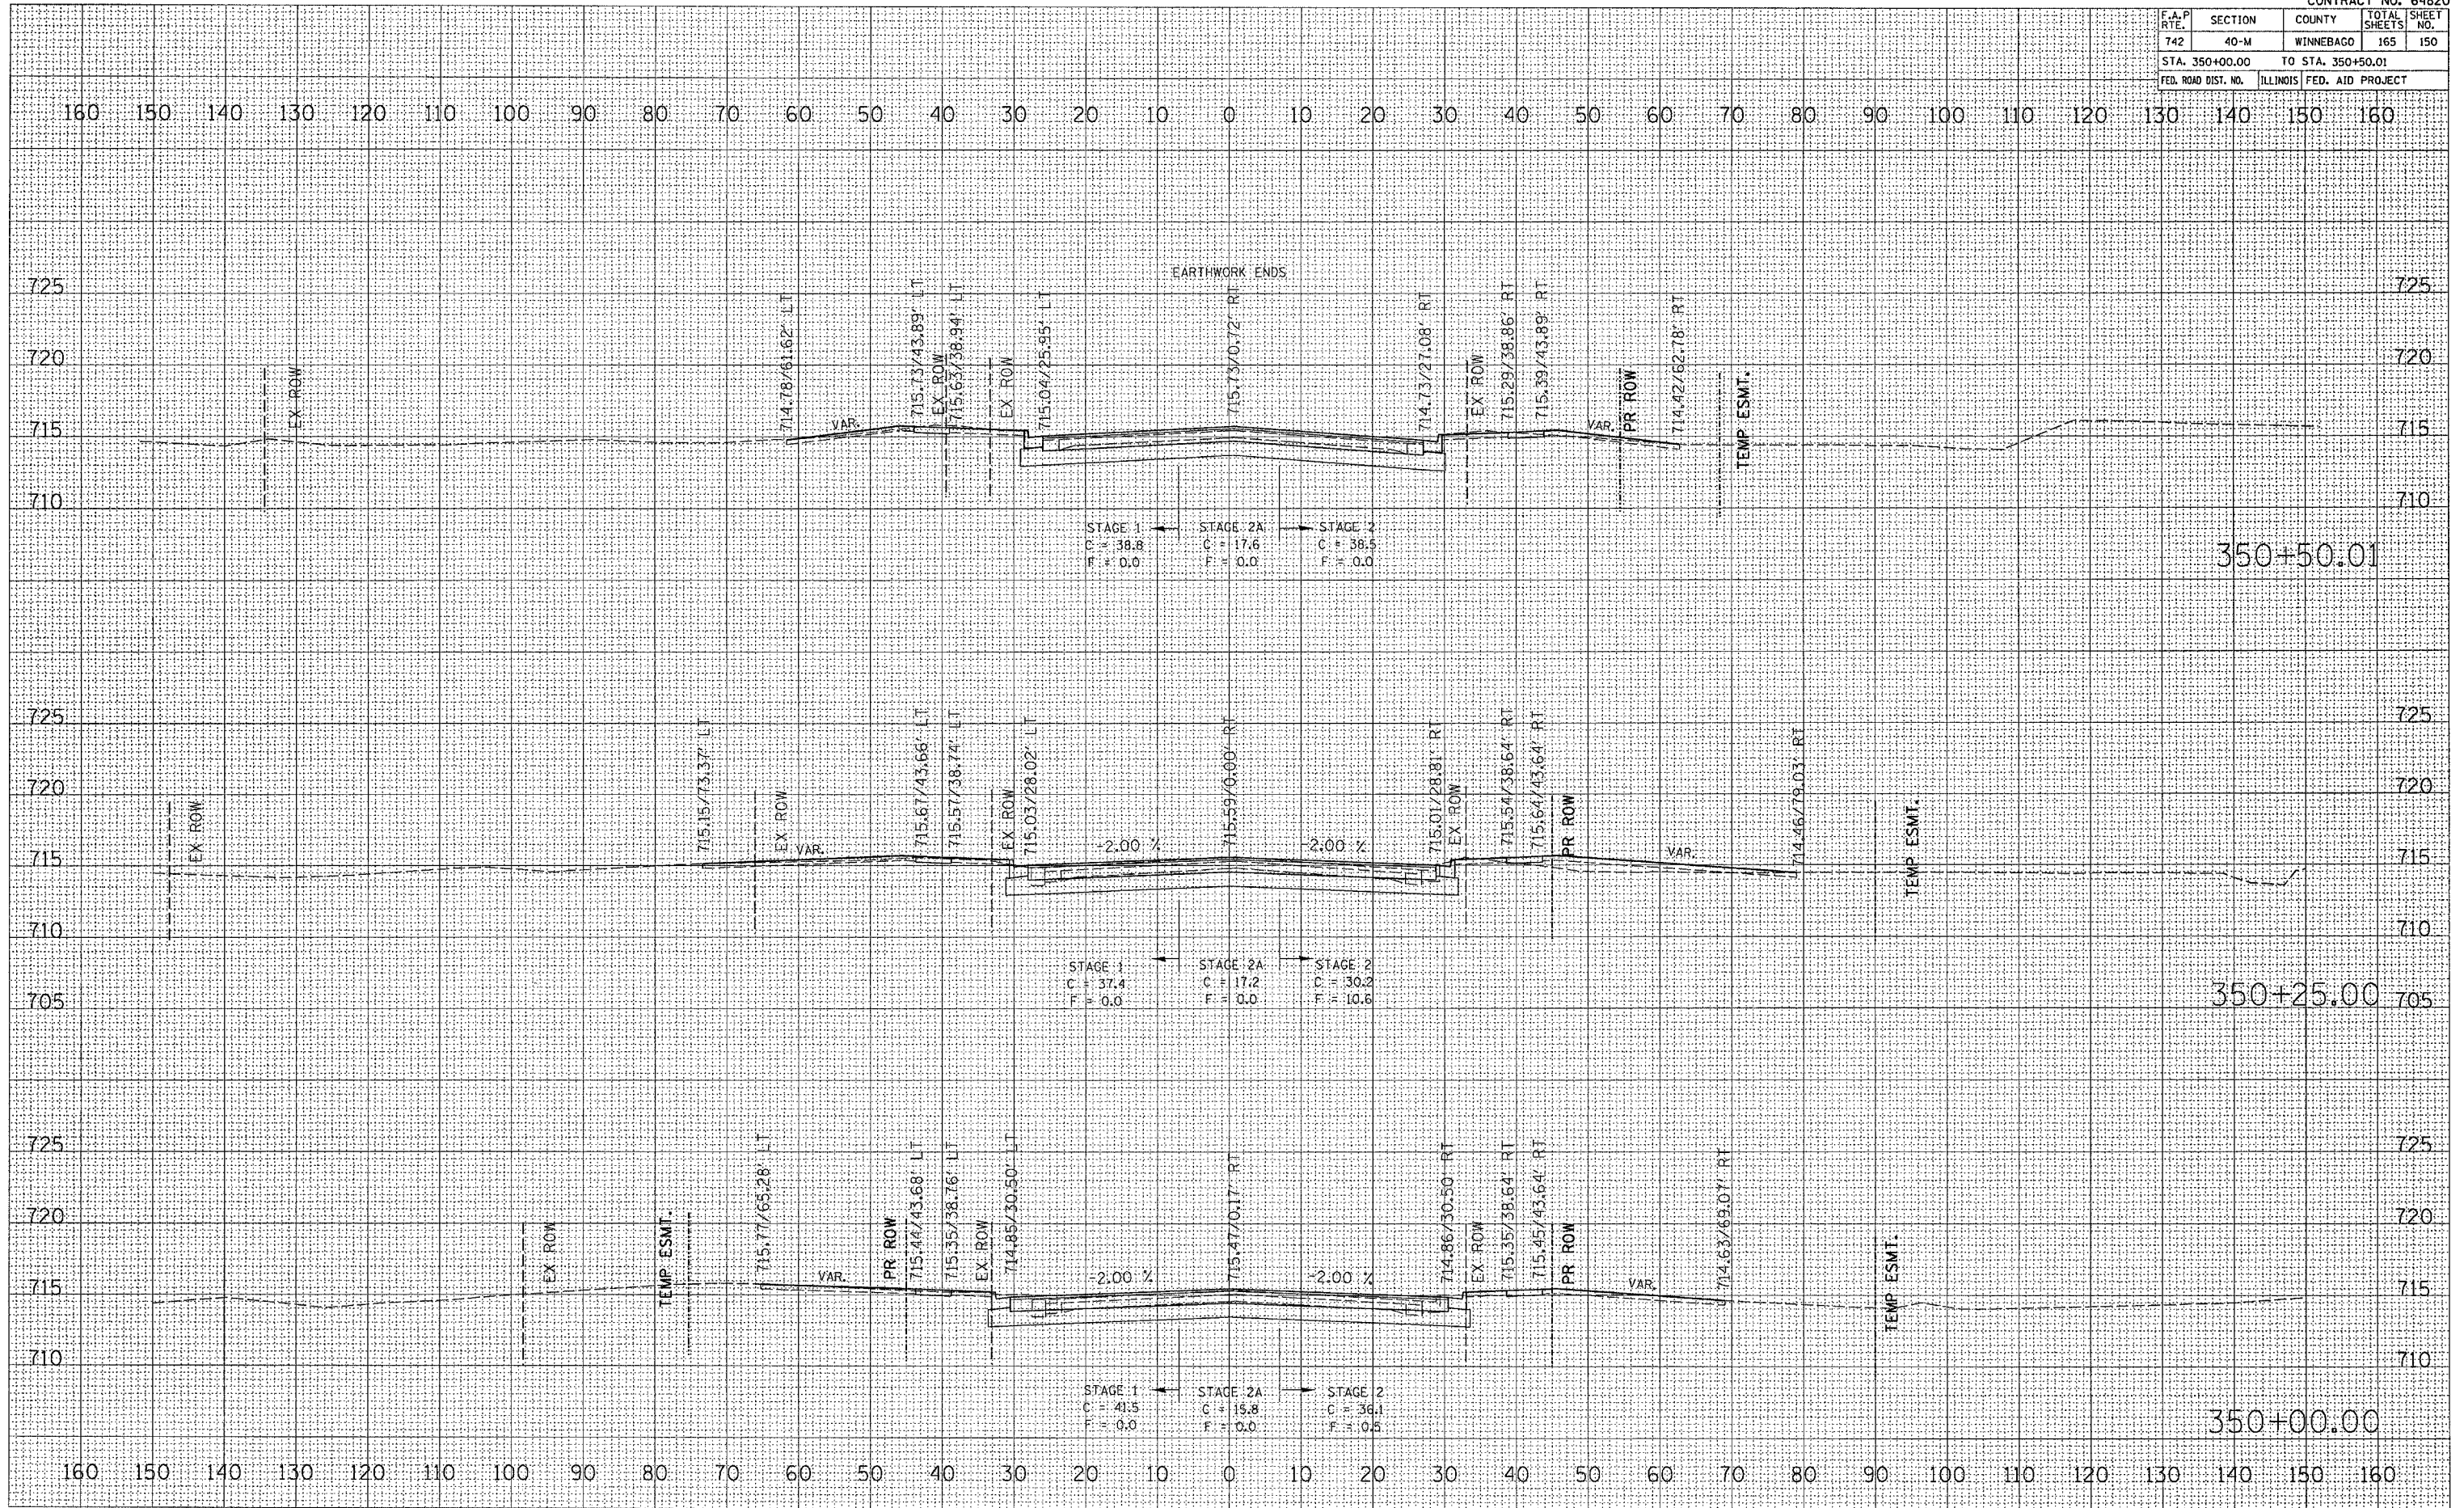 CONTRACT NO. 64820
F.A.P RTE. SECTION COUNTY TOTAL SHEETS SHEET NO.
742 40-M WINNEBAGO 165 150
STA. 350+00.00 TO STA. 350+50.01
FED. ROAD DIST. NO. ILLINOIS FED. AID PROJECT
160 150 140 130 120 110 100 90 80 70 60 50 40 30 20 10 0 10 20 30 40 50 60 70 80 90 100 110 120 130 140 150 160
EARTHWORK ENDS
725 725
720 720
715 715
710 710
EX ROW
714.78/61.62' LT
VAR.
715.73/43.89' LT
EX ROW
715.63/38.94' LT
EX ROW
715.04/25.95' LT
715.73/0.72' RT
714.73/27.08' RT
EX ROW
715.29/38.86' RT
715.39/43.89' RT
VAR.
PR ROW
714.42/62.78' RT
TEMP ESMT.
STAGE 1 STAGE 2A STAGE 2
C = 38.8 C = 17.6 C = 38.5
F = 0.0 F = 0.0 F = 0.0
350+50.01
725 725
720 720
715 715
710 710
705 705
EX ROW
715.15/73.37' LT
EX ROW
VAR.
715.67/43.66' LT
715.57/38.74' LT
EX ROW
715.03/28.02' LT
-2.00 %
715.59/0.00' RT
-2.00 %
715.01/28.81' RT
EX ROW
715.54/38.64' RT
715.64/43.64' RT
PR ROW
VAR.
714.46/79.03' RT
TEMP ESMT.
STAGE 1 STAGE 2A STAGE 2
C = 37.4 C = 17.2 C = 30.2
F = 0.0 F = 0.0 F = 10.6
350+25.00
725 725
720 720
715 715
710 710
EX ROW
TEMP ESMT.
715.77/65.28' LT
VAR.
PR ROW
715.44/43.68' LT
715.35/38.76' LT
EX ROW
714.85/30.50' LT
-2.00 %
715.47/0.17' RT
-2.00 %
714.86/30.50' RT
EX ROW
715.35/38.64' RT
715.45/43.64' RT
PR ROW
VAR.
714.63/69.07' RT
TEMP ESMT.
STAGE 1 STAGE 2A STAGE 2
C = 41.5 C = 15.8 C = 36.1
F = 0.0 F = 0.0 F = 0.5
350+00.00
160 150 140 130 120 110 100 90 80 70 60 50 40 30 20 10 0 10 20 30 40 50 60 70 80 90 100 110 120 130 140 150 160